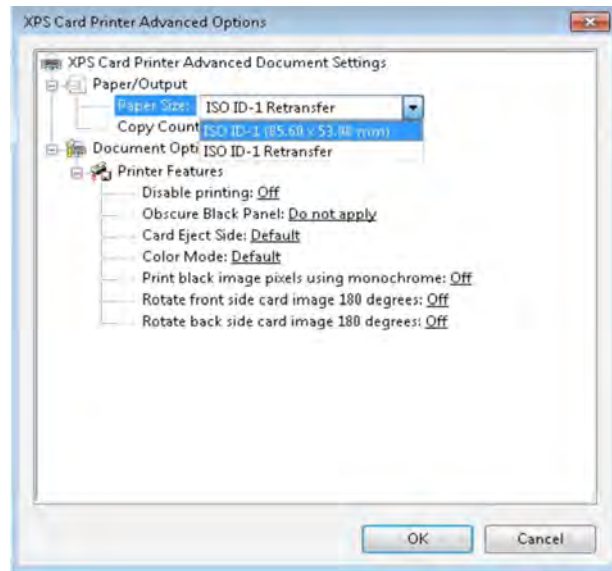 XPS Card Printer Advanced Options
XPS Card Printer Advanced Document Settings
Paper/Output
Paper Size: ISO ID-1 Retransfer
Copy Count ISO ID-1 (85.60 x 53.98 mm)
Document Opti ISO ID-1 Retransfer
Printer Features
Disable printing: Off
Obscure Black Panel: Do not apply
Card Eject Side: Default
Color Mode: Default
Print black image pixels using monochrome: Off
Rotate front side card image 180 degrees: Off
Rotate back side card image 180 degrees: Off
OK Cancel